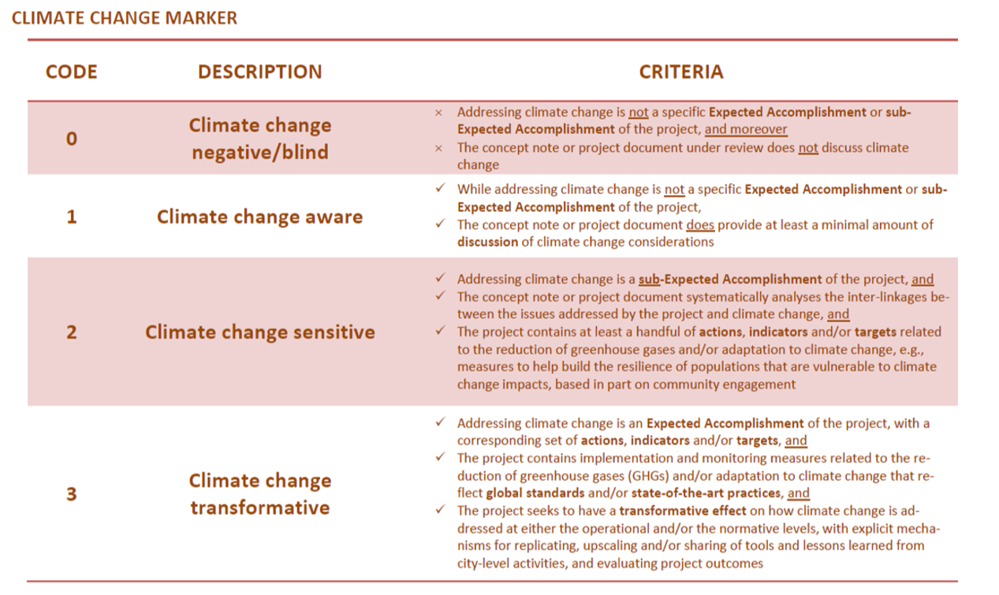 CLIMATE CHANGE MARKER
CODE DESCRIPTION CRITERIA
0
Climate change
negative/blind
× Addressing climate change is not a specific Expected Accomplishment or sub-
Expected Accomplishment of the project, and moreover
× The concept note or project document under review does not discuss climate
change
1
Climate change aware
✓ While addressing climate change is not a specific Expected Accomplishment or sub-
Expected Accomplishment of the project,
✓ The concept note or project document does provide at least a minimal amount of
discussion of climate change considerations
2
Climate change sensitive
✓ Addressing climate change is a sub-Expected Accomplishment of the project, and
✓ The concept note or project document systematically analyses the inter-linkages be-
tween the issues addressed by the project and climate change, and
✓ The project contains at least a handful of actions, indicators and/or targets related
to the reduction of greenhouse gases and/or adaptation to climate change, e.g.,
measures to help build the resilience of populations that are vulnerable to climate
change impacts, based in part on community engagement
3
Climate change
transformative
✓ Addressing climate change is an Expected Accomplishment of the project, with a
corresponding set of actions, indicators and/or targets, and
✓ The project contains implementation and monitoring measures related to the re-
duction of greenhouse gases (GHGs) and/or adaptation to climate change that re-
flect global standards and/or state-of-the-art practices, and
✓ The project seeks to have a transformative effect on how climate change is ad-
dressed at either the operational and/or the normative levels, with explicit mecha-
nisms for replicating, upscaling and/or sharing of tools and lessons learned from
city-level activities, and evaluating project outcomes